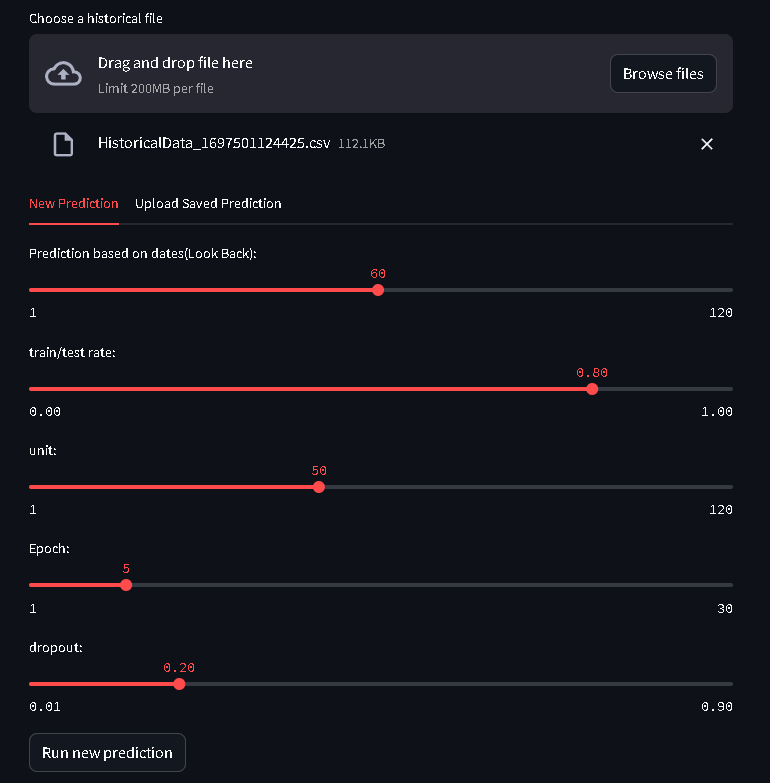 Choose a historical file
Drag and drop file here
Limit 200MB per file
Browse files
HistoricalData_1697501124425.csv 112.1KB
New Prediction Upload Saved Prediction
Prediction based on dates(Look Back):
60
1 120
train/test rate:
0.80
0.00 1.00
unit:
50
1 120
Epoch:
5
1 30
dropout:
0.20
0.01 0.90
Run new prediction